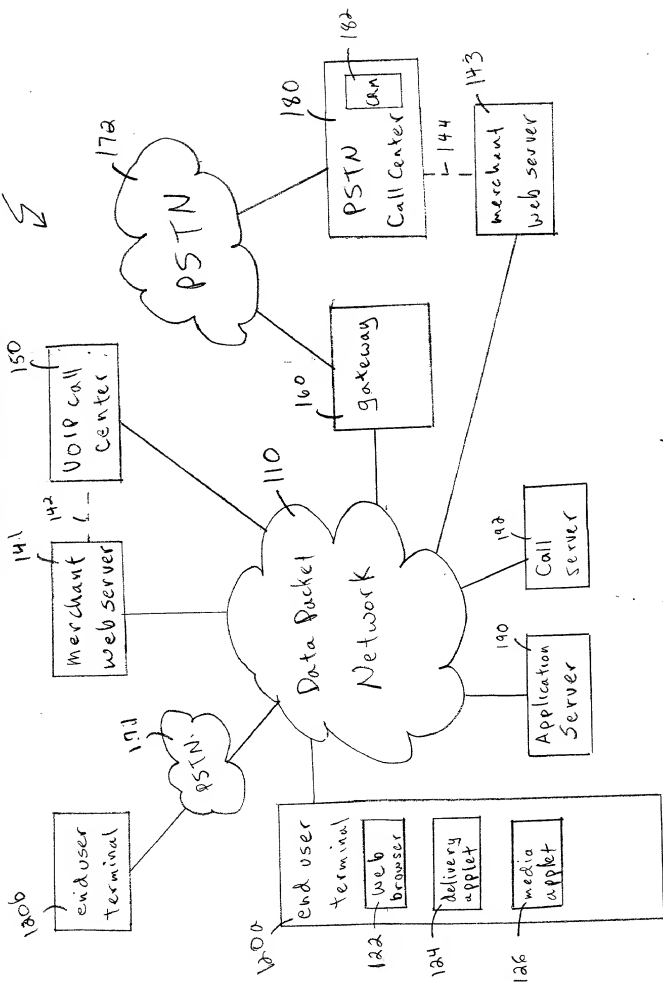 120b
end user
terminal
171
PSTN
141
merchant
web server
142
150
VOIP call
center
172
PSTN
110
Data Packet
Network
160
gateway
180
PSTN
Call Center
182
CRM
144
143
merchant
web server
120a
end user
terminal
122
web
browser
124
delivery
applet
126
media
applet
190
Application
Server
192
Call
server